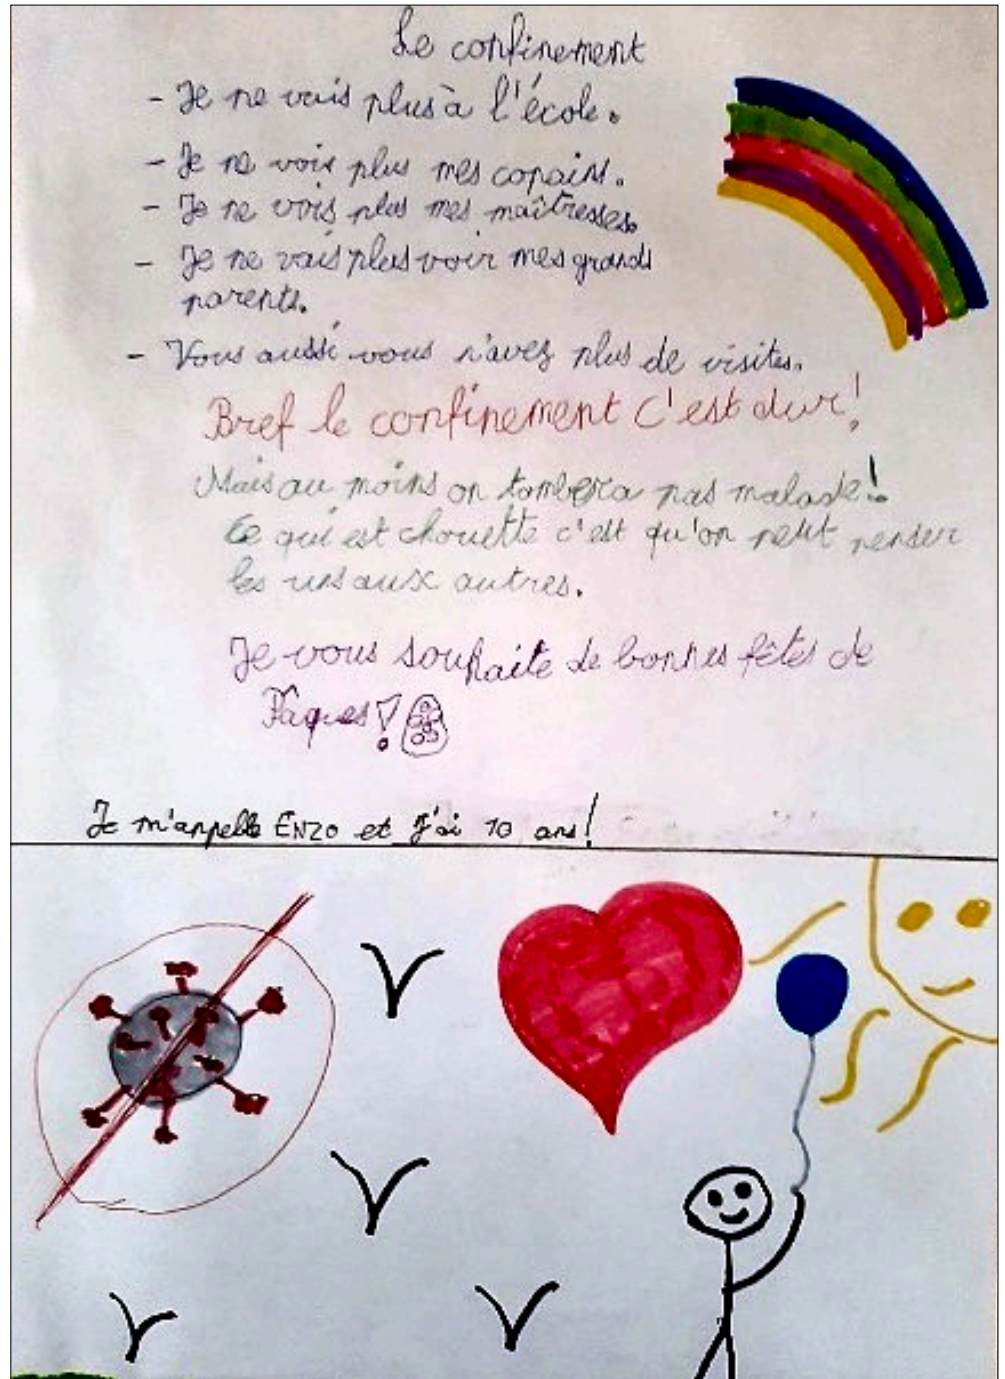 Le confinement
- Je ne vais plus à l'école.
- Je ne vois plus mes copains.
- Je ne vois plus mes maîtresses.
- Je ne vais plus voir mes grands
parents.
- Vous aussi vous n'avez plus de visites.
Bref le confinement c'est dur!
Mais au moins on tombera pas malade!
Ce qui est chouette c'est qu'on peut penser
les uns aux autres.
Je vous souhaite de bonnes fêtes de
Pâques!
Je m'appelle ENZO et j'ai 10 ans!